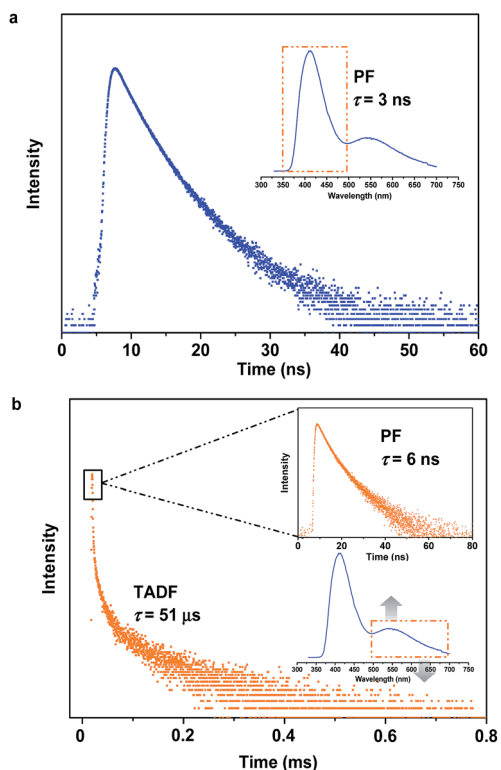 a
PF
τ = 3 ns
300 350 400 450 500 550 600 650 700 750
Wavelength (nm)
Intensity
0 10 20 30 40 50 60
Time (ns)
b
PF
τ = 6 ns
Intensity
0 20 40 60 80
Time (ns)
TADF
τ = 51 μs
300 350 400 450 500 550 600 650 700 750
Wavelength (nm)
Intensity
0 0.2 0.4 0.6 0.8
Time (ms)